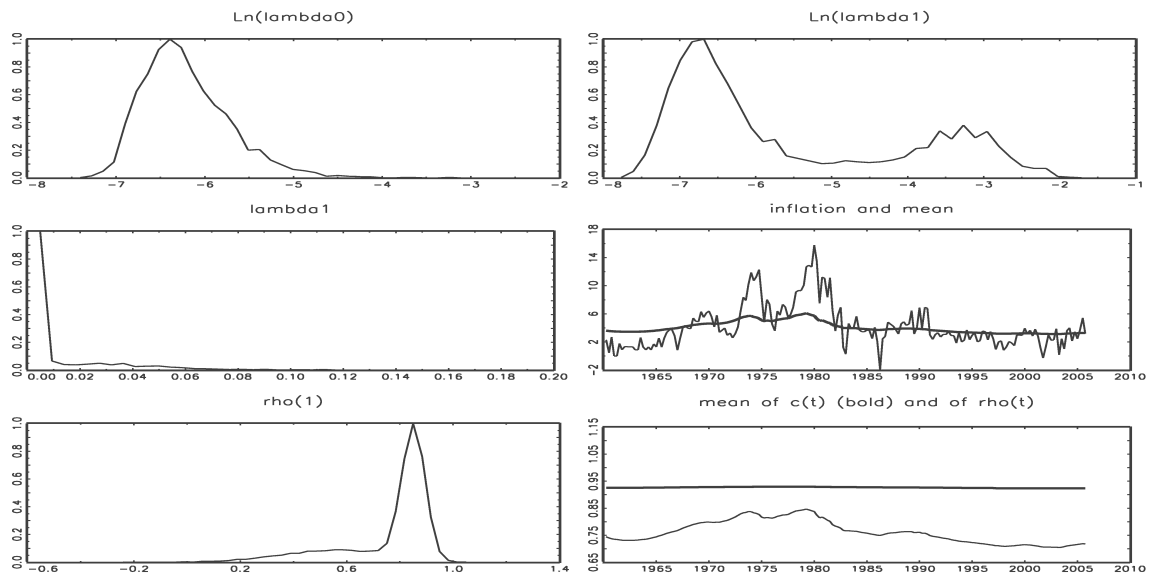 Ln(lambda0)
0.0 0.2 0.4 0.6 0.8 1.0
-8 -7 -6 -5 -4 -3 -2
Ln(lambda1)
0.0 0.2 0.4 0.6 0.8 1.0
-8 -7 -6 -5 -4 -3 -2 -1
lambda1
0.0 0.2 0.4 0.6 0.8 1.0
0.00 0.02 0.04 0.06 0.08 0.10 0.12 0.14 0.16 0.18 0.20
inflation and mean
-2 2 6 10 14 18
1965 1970 1975 1980 1985 1990 1995 2000 2005 2010
rho(1)
0.0 0.2 0.4 0.6 0.8 1.0
-0.6 -0.2 0.2 0.6 1.0 1.4
mean of c(t) (bold) and of rho(t)
0.65 0.75 0.85 0.95 1.05 1.15
1965 1970 1975 1980 1985 1990 1995 2000 2005 2010